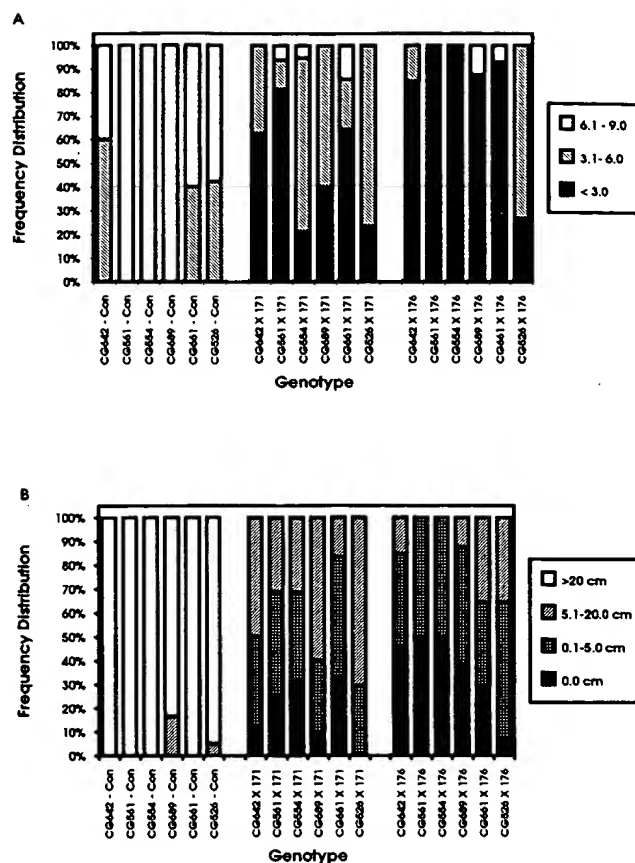 A
100%
90%
80%
70%
60%
50%
40%
30%
20%
10%
0%
Frequency Distribution
CG642 - Con
CG561 - Con
CG554 - Con
CG689 - Con
CG661 - Con
CG526 - Con
CG642 X 171
CG561 X 171
CG554 X 171
CG689 X 171
CG661 X 171
CG526 X 171
CG642 X 176
CG561 X 176
CG554 X 176
CG689 X 176
CG661 X 176
CG526 X 176
Genotype
6.1 - 9.0
3.1- 6.0
< 3.0
B
100%
90%
80%
70%
60%
50%
40%
30%
20%
10%
0%
Frequency Distribution
CG642 - Con
CG561 - Con
CG554 - Con
CG689 - Con
CG661 - Con
CG526 - Con
CG642 X 171
CG561 X 171
CG554 X 171
CG689 X 171
CG661 X 171
CG526 X 171
CG642 X 176
CG561 X 176
CG554 X 176
CG689 X 176
CG661 X 176
CG526 X 176
Genotype
>20 cm
5.1-20.0 cm
0.1-5.0 cm
0.0 cm